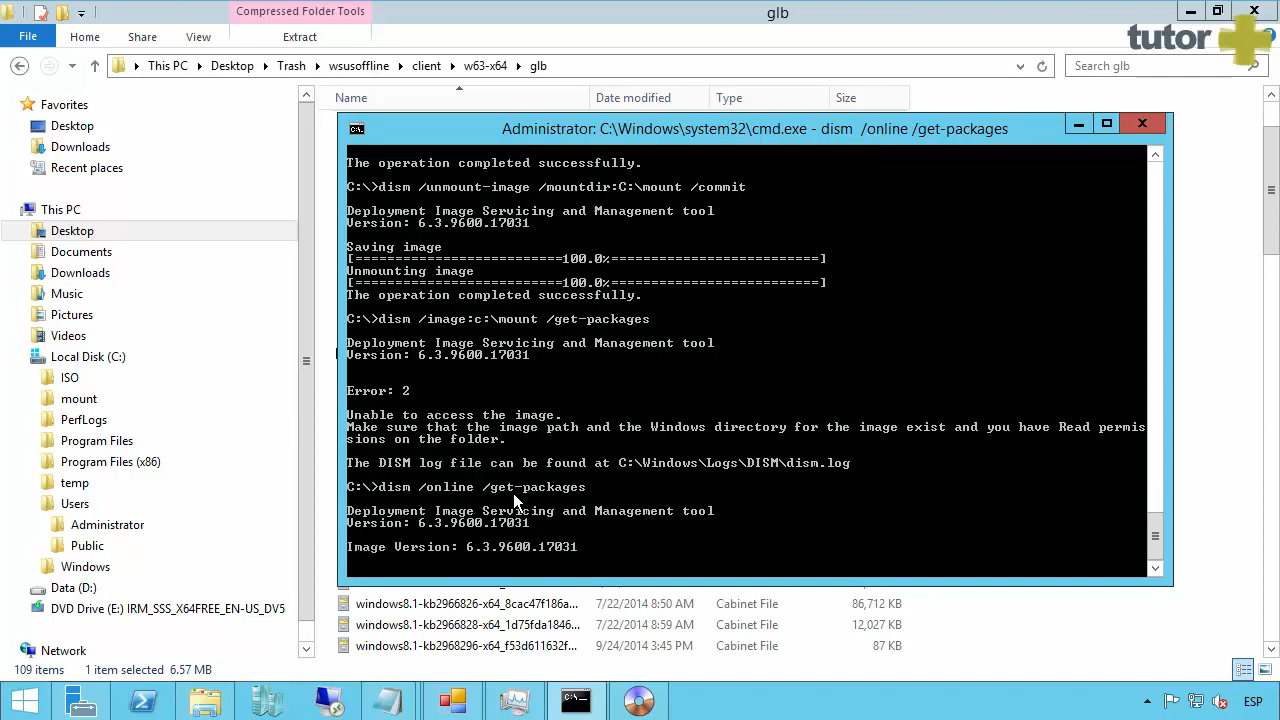 Compressed Folder Tools
glb
File
Home
Share
View
Extract
tutor
This PC
Desktop
Trash
wsusoffline
client
w63-x64
glb
Search glb
Favorites
Desktop
Downloads
Recent places
This PC
Desktop
Documents
Downloads
Music
Pictures
Videos
Local Disk (C:)
ISO
mount
PerfLogs
Program Files
Program Files (x86)
temp
Users
Administrator
Public
Windows
Data (D:)
DVD Drive (E:) IRM_SSS_X64FREE_EN-US_DV5
Network
Name
Date modified
Type
Size
Administrator: C:\Windows\system32\cmd.exe - dism  /online /get-packages
The operation completed successfully.
C:\>dism /unmount-image /mountdir:C:\mount /commit
Deployment Image Servicing and Management tool
Version: 6.3.9600.17031
Saving image
[==========================100.0%==========================]
Unmounting image
[==========================100.0%==========================]
The operation completed successfully.
C:\>dism /image:c:\mount /get-packages
Deployment Image Servicing and Management tool
Version: 6.3.9600.17031
Error: 2
Unable to access the image.
Make sure that the image path and the Windows directory for the image exist and you have Read permis
sions on the folder.
The DISM log file can be found at C:\Windows\Logs\DISM\dism.log
C:\>dism /online /get-packages
Deployment Image Servicing and Management tool
Version: 6.3.9600.17031
Image Version: 6.3.9600.17031
windows8.1-kb2966826-x64_8cac47f186a... 7/22/2014 8:50 AM Cabinet File 86,712 KB
windows8.1-kb2966828-x64_1d75fda1846... 7/22/2014 8:59 AM Cabinet File 12,027 KB
windows8.1-kb2968296-x64_f53d611632f... 9/24/2014 3:45 PM Cabinet File 87 KB
109 items
1 item selected  6.57 MB
ESP